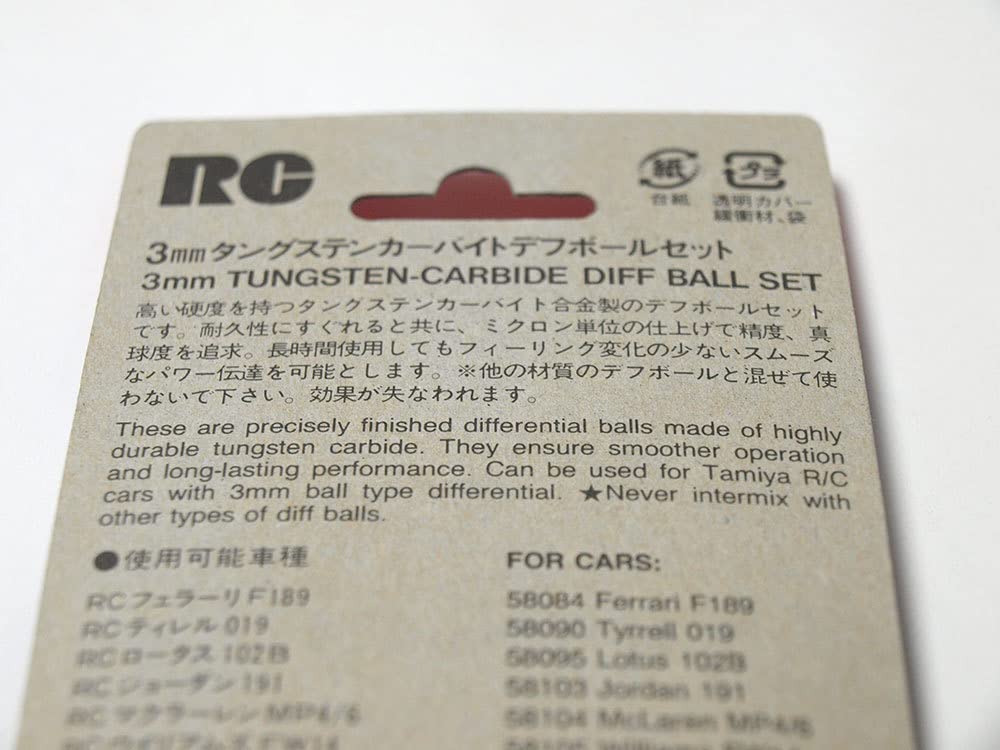 RC
紙
プラ
台紙
透明カバー
緩衝材、袋
3mmタングステンカーバイトデフボールセット
3mm TUNGSTEN-CARBIDE DIFF BALL SET
高い硬度を持つタングステンカーバイト合金製のデフボールセット
です。耐久性にすぐれると共に、ミクロン単位の仕上げで精度、真
球度を追求。長時間使用してもフィーリング変化の少ないスムーズ
なパワー伝達を可能とします。※他の材質のデフボールと混ぜて使
わないで下さい。効果が失なわれます。
These are precisely finished differential balls made of highly
durable tungsten carbide. They ensure smoother operation
and long-lasting performance. Can be used for Tamiya R/C
cars with 3mm ball type differential. ★Never intermix with
other types of diff balls.
●使用可能車種
RCフェラーリF189
RCティレル019
RCロータス102B
RCジョーダン191
RCマクラーレンMP4/6
FOR CARS:
58084 Ferrari F189
58090 Tyrrell 019
58095 Lotus 102B
58103 Jordan 191
58104 McLaren MP4/6